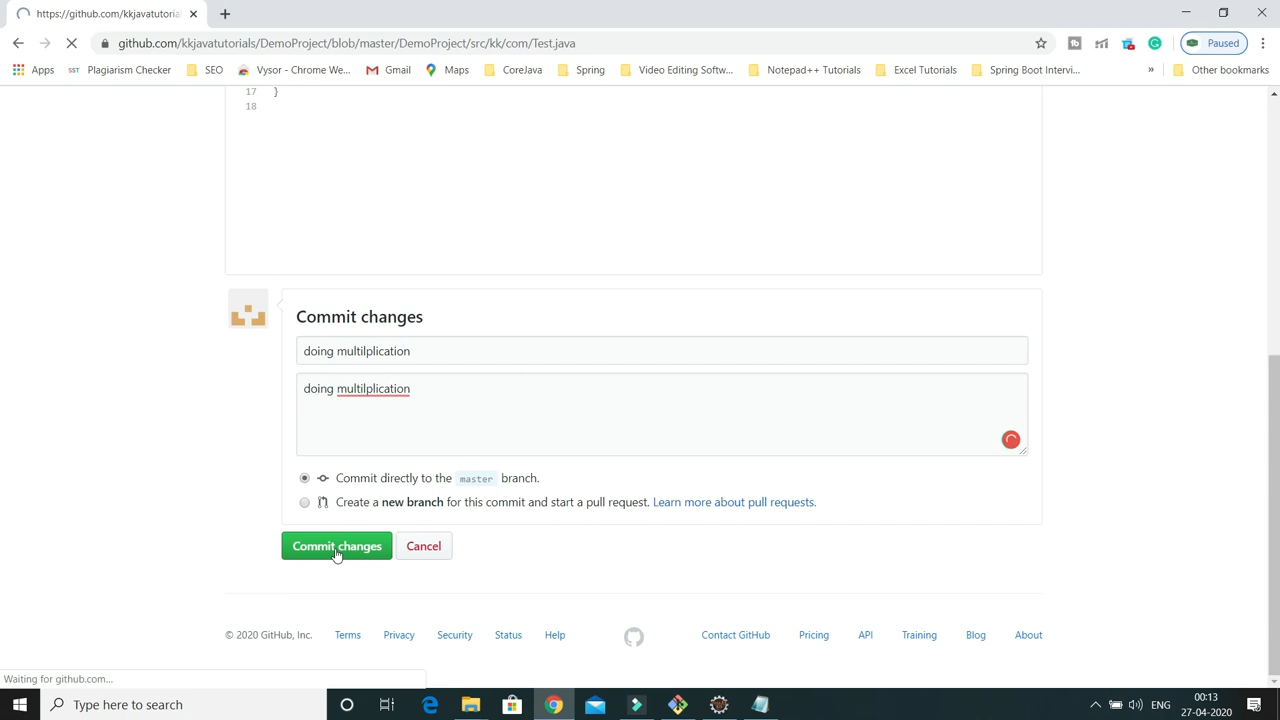 https://github.com/kkjavatutoria
github.com/kkjavatutorials/DemoProject/blob/master/DemoProject/src/kk/com/Test.java
Paused
Apps
SST Plagiarism Checker
SEO
Vysor - Chrome We...
Gmail
Maps
CoreJava
Spring
Video Editing Softw...
Notepad++ Tutorials
Excel Tutorials
Spring Boot Intervi...
»
Other bookmarks
17 }
18
Commit changes
doing multilplication
doing multilplication
Commit directly to the master branch.
Create a new branch for this commit and start a pull request. Learn more about pull requests.
Commit changes
Cancel
© 2020 GitHub, Inc.
Terms
Privacy
Security
Status
Help
Contact GitHub
Pricing
API
Training
Blog
About
Waiting for github.com...
Type here to search
ENG
00:13
27-04-2020